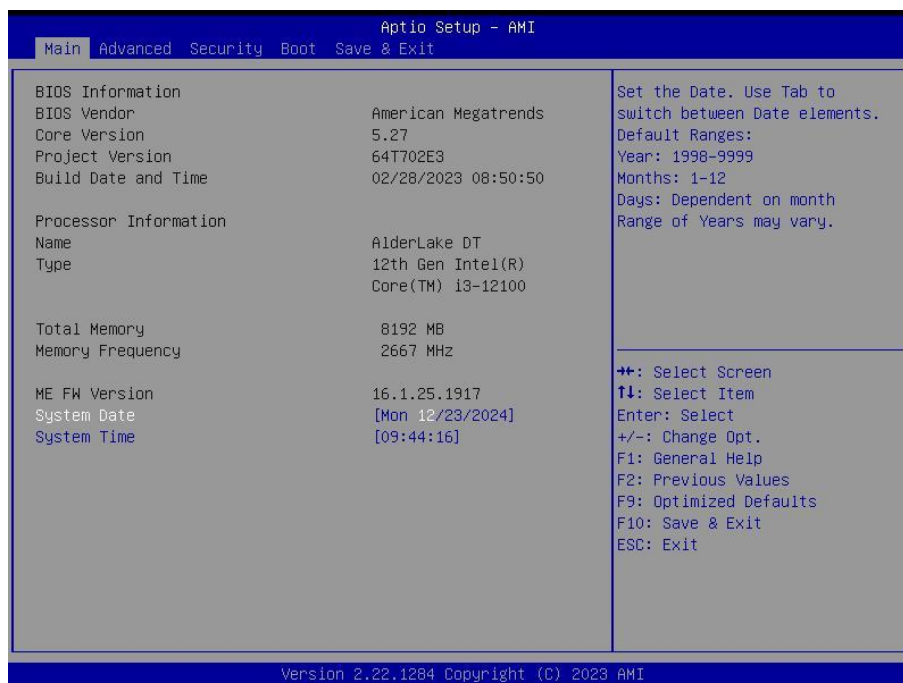 Aptio Setup - AMI
Main Advanced Security Boot Save & Exit
BIOS Information
BIOS Vendor American Megatrends
Core Version 5.27
Project Version 64T702E3
Build Date and Time 02/28/2023 08:50:50
Processor Information
Name AlderLake DT
Type 12th Gen Intel(R)
Core(TM) i3-12100
Total Memory 8192 MB
Memory Frequency 2667 MHz
ME FW Version 16.1.25.1917
System Date [Mon 12/23/2024]
System Time [09:44:16]
Set the Date. Use Tab to
switch between Date elements.
Default Ranges:
Year: 1998-9999
Months: 1-12
Days: Dependent on month
Range of Years may vary.
→←: Select Screen
↑↓: Select Item
Enter: Select
+/-: Change Opt.
F1: General Help
F2: Previous Values
F9: Optimized Defaults
F10: Save & Exit
ESC: Exit
Version 2.22.1284 Copyright (C) 2023 AMI